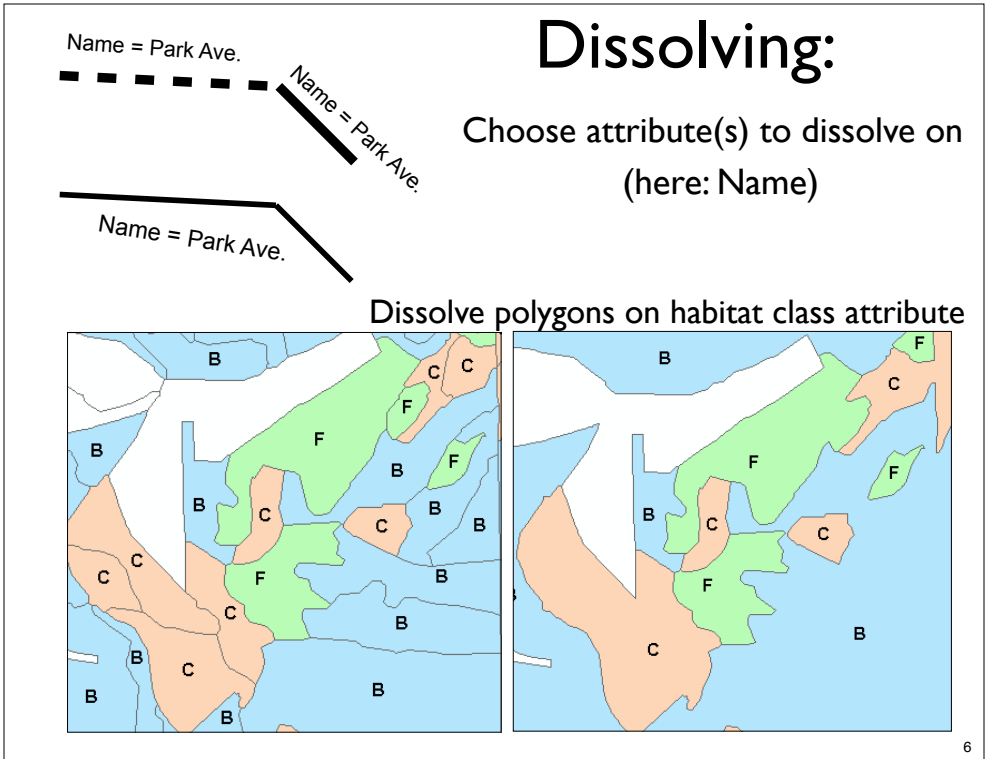 Dissolving:
Name = Park Ave.
Name = Park Ave.
Choose attribute(s) to dissolve on
(here: Name)
Name = Park Ave.
Dissolve polygons on habitat class attribute
B
C
C
F
F
B
B
F
B
C
C
B
B
C
C
F
B
C
B
B
C
B
B
B
B
F
C
F
F
B
C
C
F
B
C
6